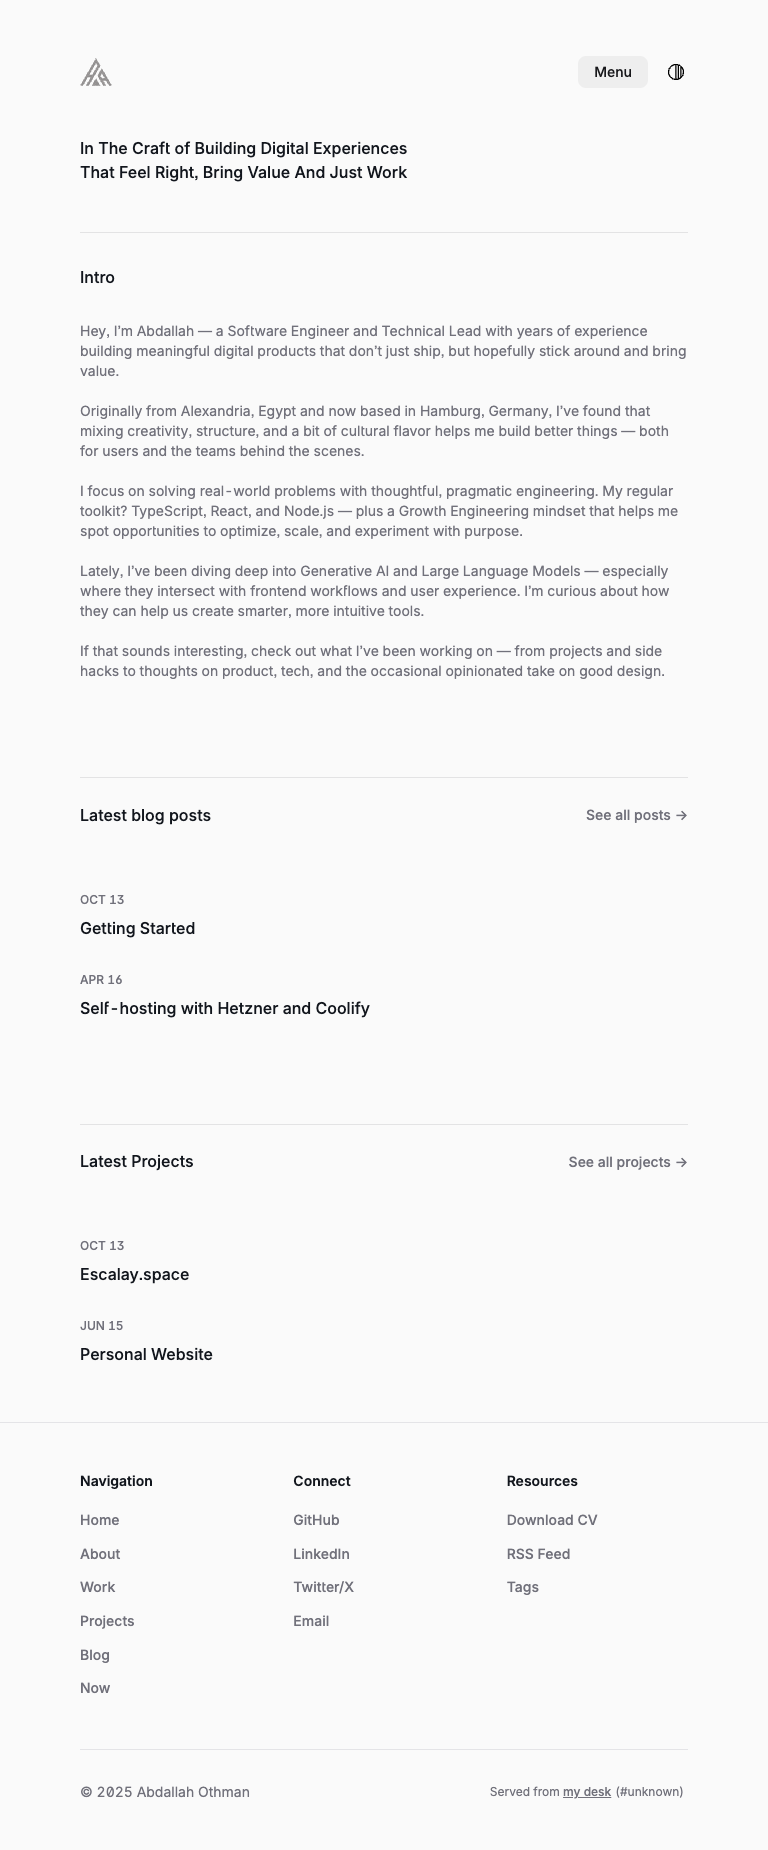 Menu
In The Craft of Building Digital Experiences
That Feel Right, Bring Value And Just Work
Intro
Hey, I'm Abdallah — a Software Engineer and Technical Lead with years of experience
building meaningful digital products that don't just ship, but hopefully stick around and bring
value.
Originally from Alexandria, Egypt and now based in Hamburg, Germany, I've found that
mixing creativity, structure, and a bit of cultural flavor helps me build better things — both
for users and the teams behind the scenes.
I focus on solving real-world problems with thoughtful, pragmatic engineering. My regular
toolkit? TypeScript, React, and Node.js — plus a Growth Engineering mindset that helps me
spot opportunities to optimize, scale, and experiment with purpose.
Lately, I've been diving deep into Generative AI and Large Language Models — especially
where they intersect with frontend workflows and user experience. I'm curious about how
they can help us create smarter, more intuitive tools.
If that sounds interesting, check out what I've been working on — from projects and side
hacks to thoughts on product, tech, and the occasional opinionated take on good design.
Latest blog posts
See all posts →
OCT 13
Getting Started
APR 16
Self-hosting with Hetzner and Coolify
Latest Projects
See all projects →
OCT 13
Escalay.space
JUN 15
Personal Website
Navigation
Home
About
Work
Projects
Blog
Now
Connect
GitHub
LinkedIn
Twitter/X
Email
Resources
Download CV
RSS Feed
Tags
© 2025 Abdallah Othman
Served from my desk (#unknown)